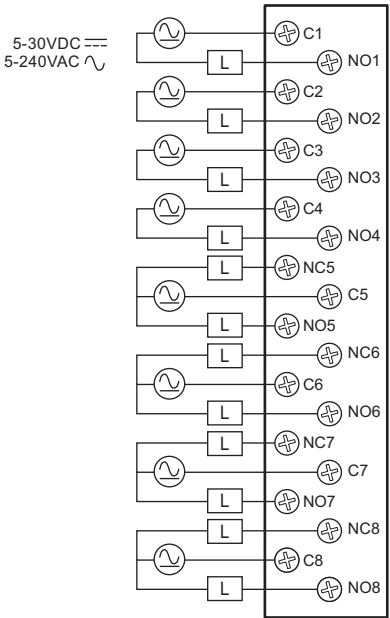 5-30VDC ⎓
5-240VAC ∿
C1
L NO1
C2
L NO2
C3
L NO3
C4
L NO4
L NC5
C5
L NO5
L NC6
C6
L NO6
L NC7
C7
L NO7
L NC8
C8
L NO8